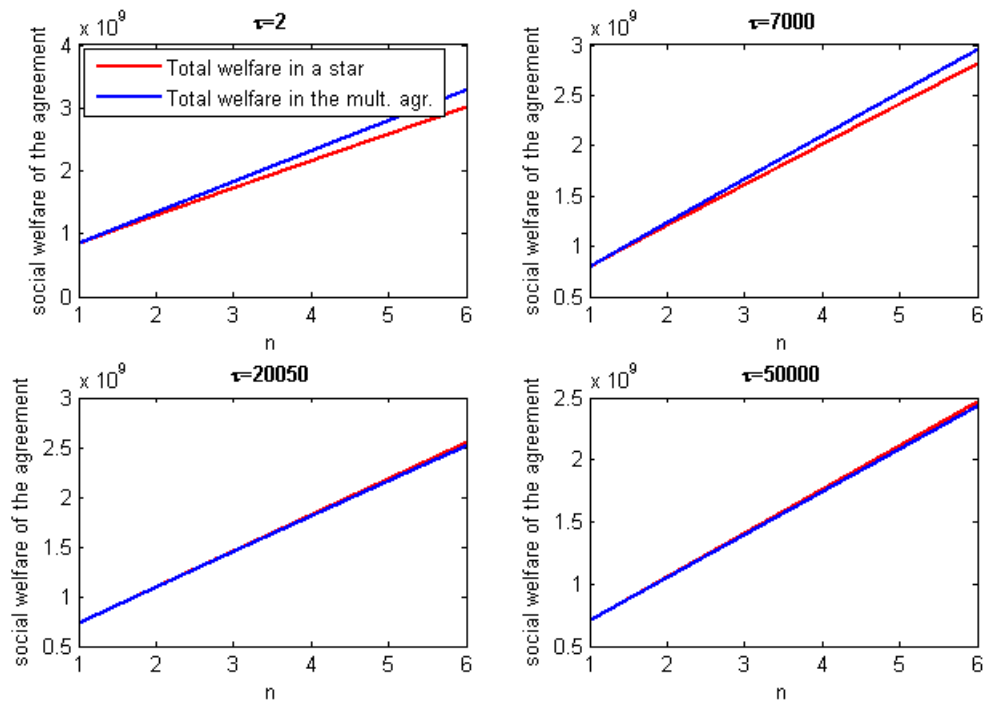 τ=2
x 10^9
social welfare of the agreement
4
3
2
1
0
Total welfare in a star
Total welfare in the mult. agr.
1 2 3 4 5 6
n
τ=7000
x 10^9
social welfare of the agreement
3
2.5
2
1.5
1
0.5
1 2 3 4 5 6
n
τ=20050
x 10^9
social welfare of the agreement
3
2.5
2
1.5
1
0.5
1 2 3 4 5 6
n
τ=50000
x 10^9
social welfare of the agreement
2.5
2
1.5
1
0.5
1 2 3 4 5 6
n